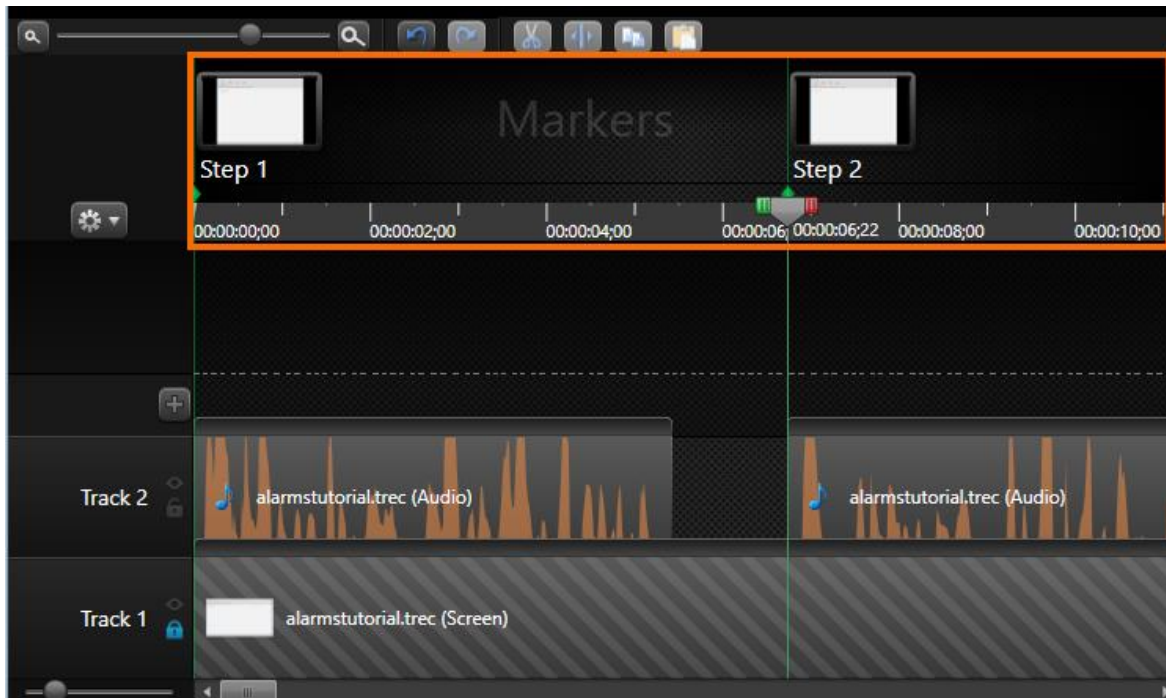 Markers
Step 1
Step 2
00:00:00;00 00:00:02;00 00:00:04;00 00:00:06; 00:00:06;22 00:00:08;00 00:00:10;00
Track 2 alarmstutorial.trec (Audio) alarmstutorial.trec (Audio)
Track 1 alarmstutorial.trec (Screen)